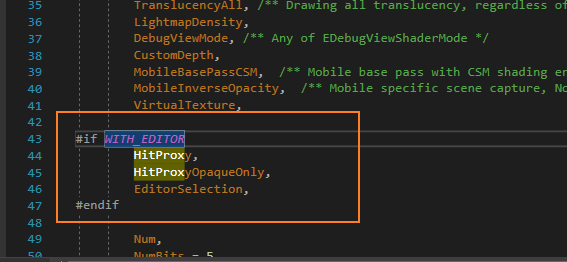 35 TranslucencyAll, /** Drawing all translucency, regardless of
36 LightmapDensity,
37 DebugViewMode, /** Any of EDebugViewShaderMode */
38 CustomDepth,
39 MobileBasePassCSM, /** Mobile base pass with CSM shading en
40 MobileInverseOpacity, /** Mobile specific scene capture, No
41 VirtualTexture,
42
43 #if WITH_EDITOR
44 HitProxy,
45 HitProxyOpaqueOnly,
46 EditorSelection,
47 #endif
48
49 Num,
50 NumBits = 5